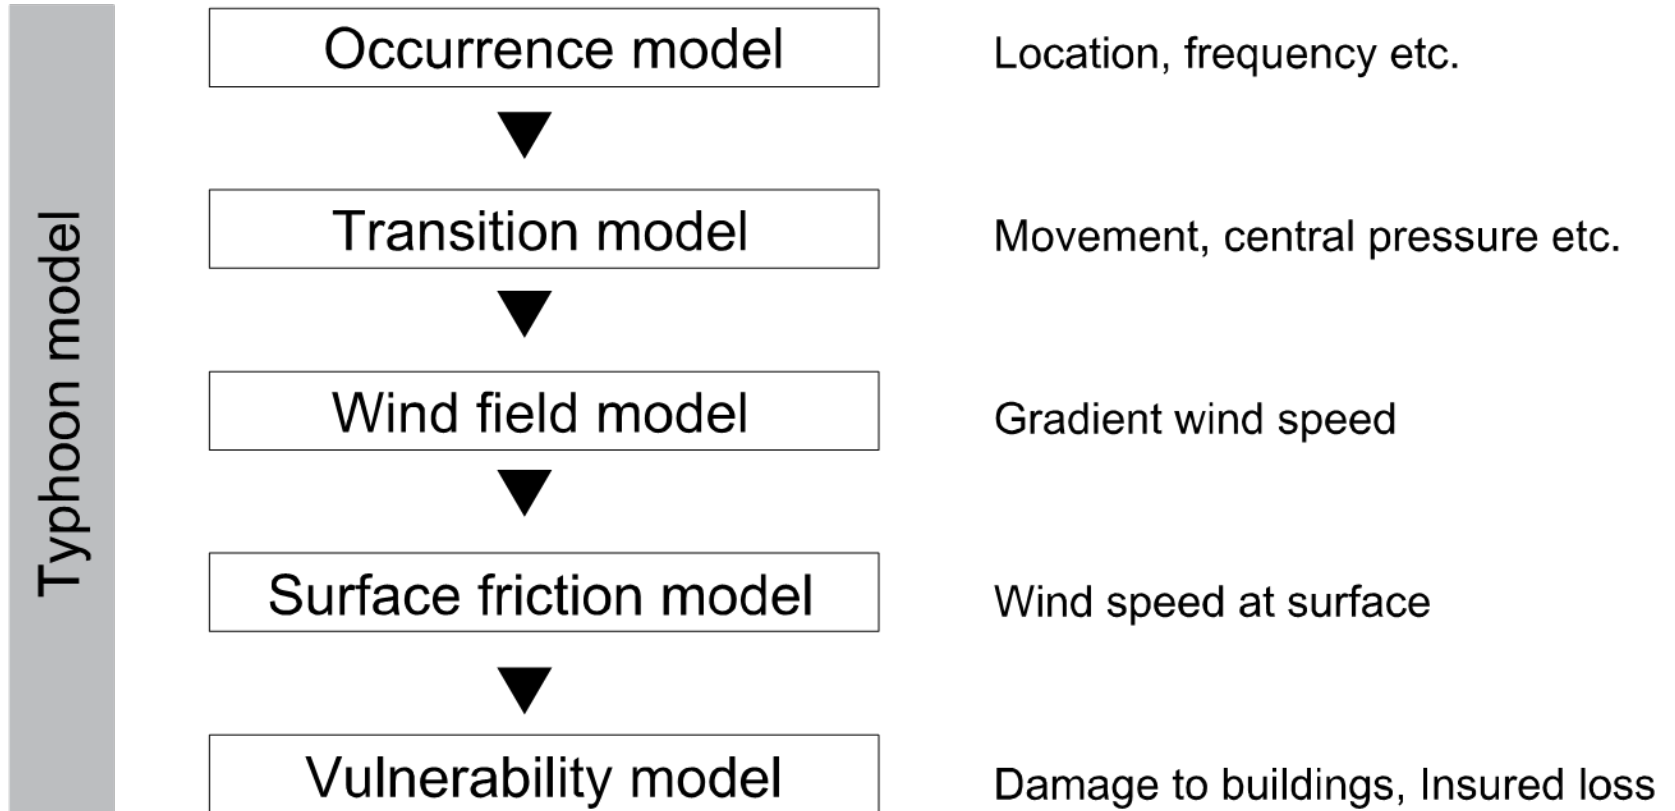 Typhoon model
Occurrence model
Location, frequency etc.
Transition model
Movement, central pressure etc.
Wind field model
Gradient wind speed
Surface friction model
Wind speed at surface
Vulnerability model
Damage to buildings, Insured loss